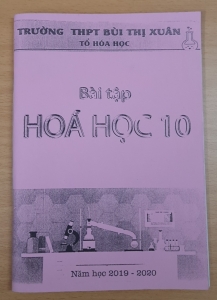 TRƯỜNG THPT BÙI THỊ XUÂN
TỔ HÓA HỌC
Bài tập
HOÁ HỌC 10
Năm học 2019 - 2020